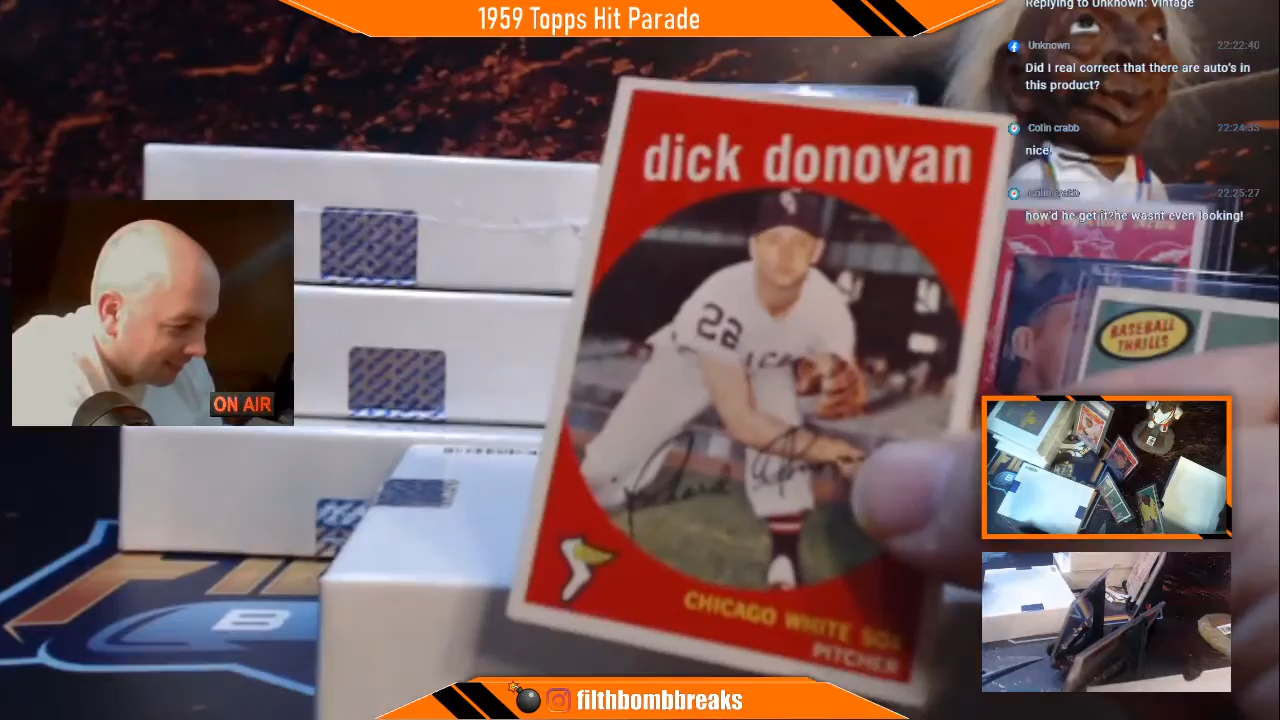 1959 Topps Hit Parade
Replying to Unknown: Vintage
Unknown 22:22:40
Did I real correct that there are auto's in
this product?
Colin crabb 22:24:33
nice!
Colin crabb 22:25:27
how'd he get it?he wasnt even looking!
dick donovan
22
CHICAGO WHITE SOX
PITCHER
BASEBALL
THRILLS
ON AIR
B
filthbombbreaks